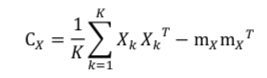 C_X = \frac{1}{K} \sum_{k=1}^{K} X_k X_k^T - m_X m_X^T